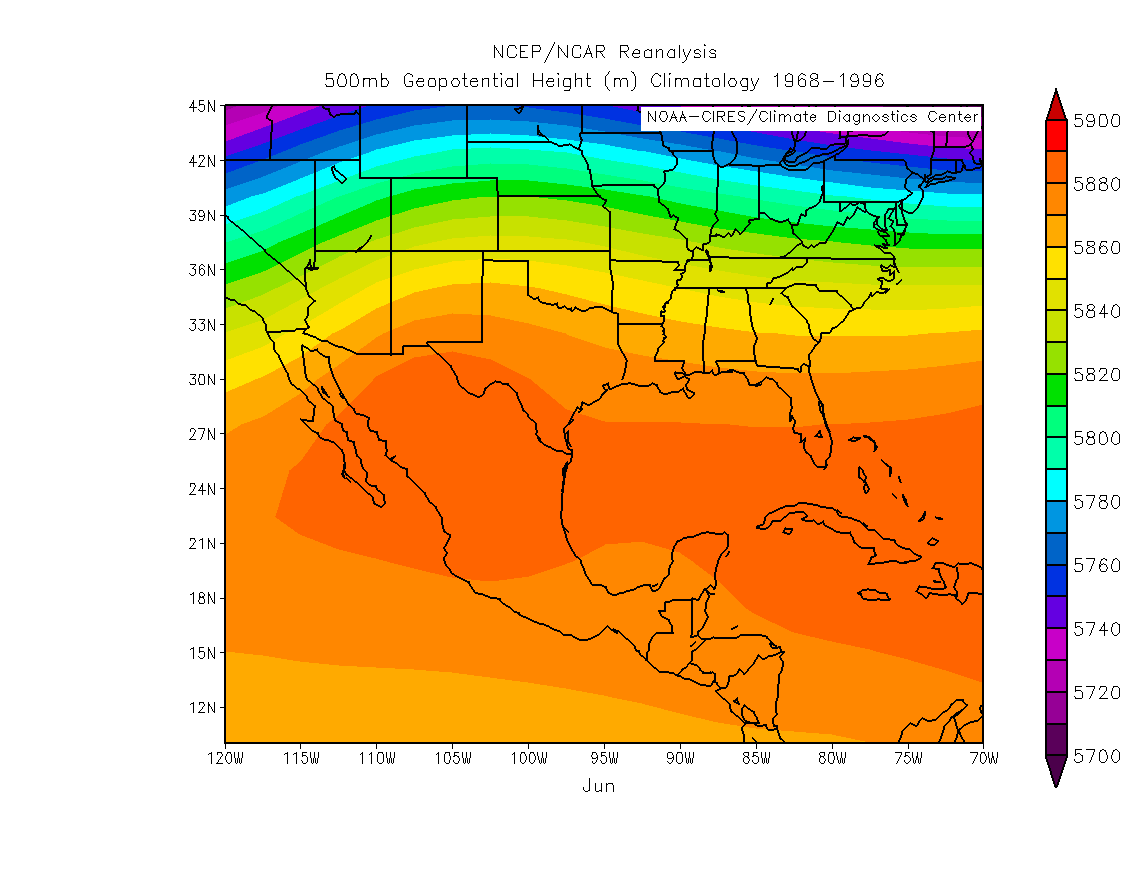 NCEP/NCAR Reanalysis
500mb Geopotential Height (m) Climatology 1968-1996
NOAA-CIRES/Climate Diagnostics Center
45N
42N
39N
36N
33N
30N
27N
24N
21N
18N
15N
12N
120W 115W 110W 105W 100W 95W 90W 85W 80W 75W 70W
Jun
5900
5880
5860
5840
5820
5800
5780
5760
5740
5720
5700